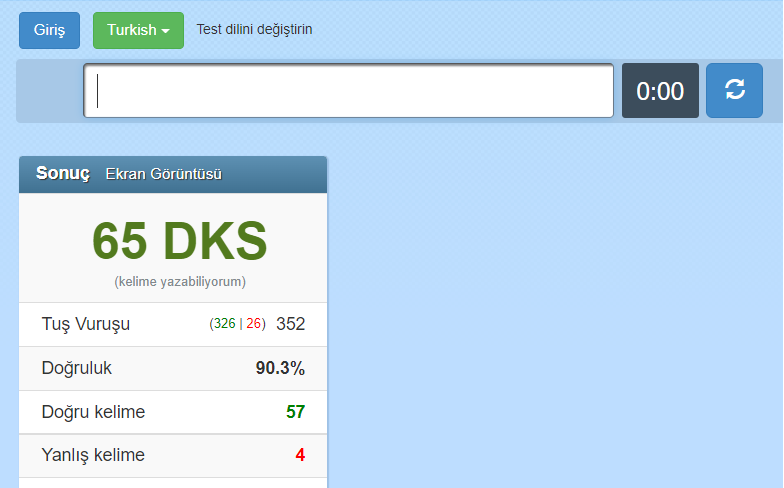 Giriş Turkish Test dilini değiştirin
0:00
Sonuç Ekran Görüntüsü
65 DKS
(kelime yazabiliyorum)
Tuş Vuruşu (326 | 26) 352
Doğruluk 90.3%
Doğru kelime 57
Yanlış kelime 4